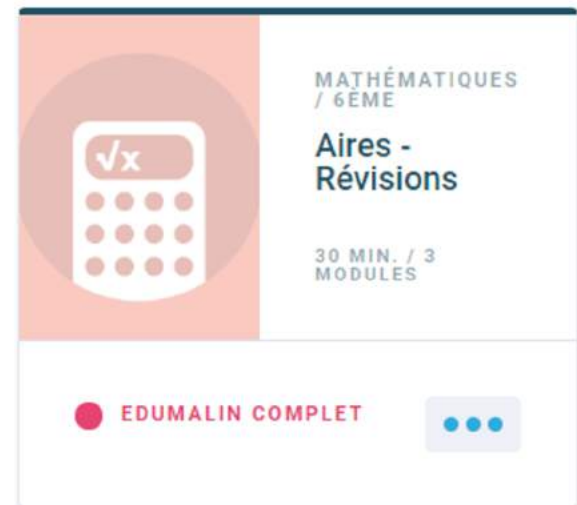 √x
MATHÉMATIQUES
/ 6ÈME
Aires -
Révisions
30 MIN. / 3
MODULES
EDUMALIN COMPLET